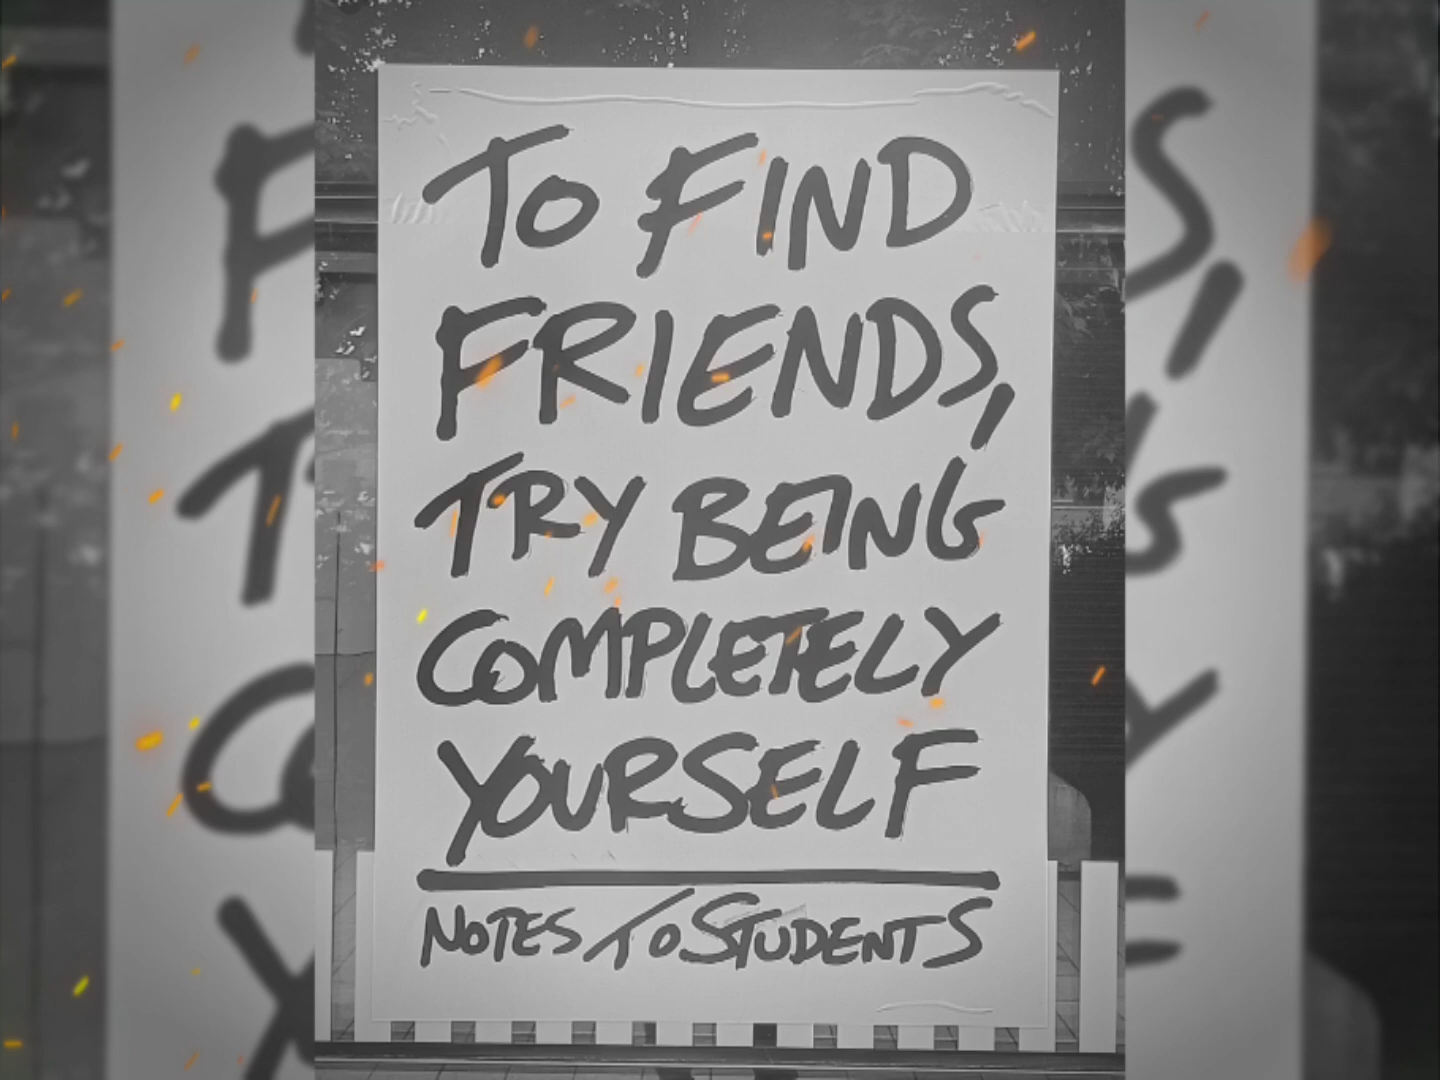 TO FIND
FRIENDS,
TRY BEING
COMPLETELY
YOURSELF
NOTES TO STUDENTS